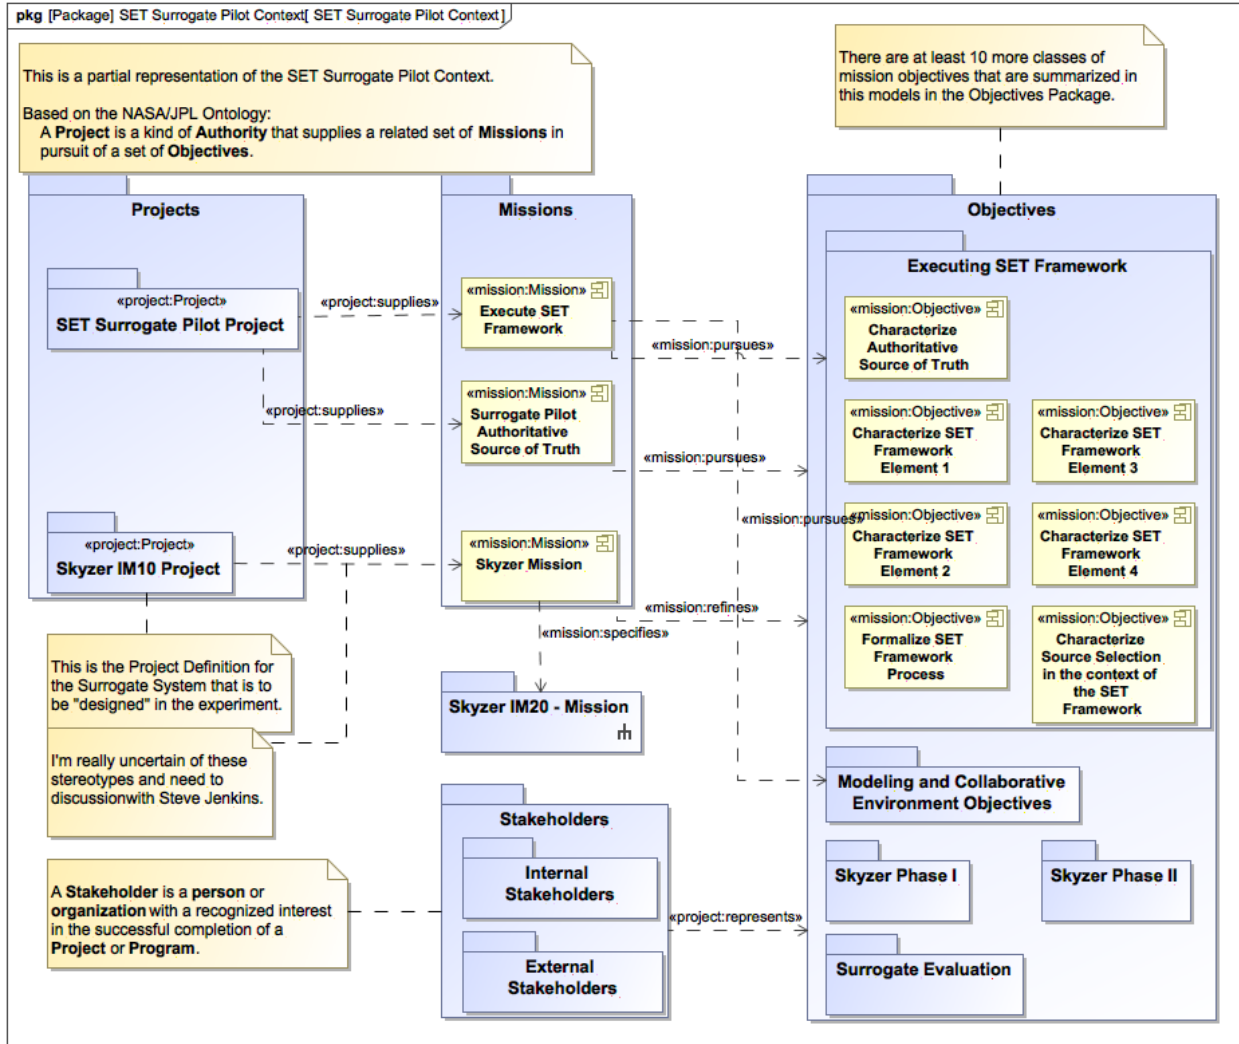 pkg [Package] SET Surrogate Pilot Context[ SET Surrogate Pilot Context]
This is a partial representation of the SET Surrogate Pilot Context.
Based on the NASA/JPL Ontology:
A Project is a kind of Authority that supplies a related set of Missions in
pursuit of a set of Objectives.
There are at least 10 more classes of
mission objectives that are summarized in
this models in the Objectives Package.
Projects
«project:Project»
SET Surrogate Pilot Project
«project:Project»
Skyzer IM10 Project
«project:supplies»
«project:supplies»
«project:supplies»
Missions
«mission:Mission»
Execute SET
Framework
«mission:Mission»
Surrogate Pilot
Authoritative
Source of Truth
«mission:Mission»
Skyzer Mission
«mission:pursues»
«mission:pursues»
«mission:pursues»
«mission:refines»
«mission:specifies»
Skyzer IM20 - Mission
Objectives
Executing SET Framework
«mission:Objective»
Characterize
Authoritative
Source of Truth
«mission:Objective»
Characterize SET
Framework
Element 1
«mission:Objective»
Characterize SET
Framework
Element 3
«mission:Objective»
Characterize SET
Framework
Element 2
«mission:Objective»
Characterize SET
Framework
Element 4
«mission:Objective»
Formalize SET
Framework
Process
«mission:Objective»
Characterize
Source Selection
in the context of
the SET
Framework
Modeling and Collaborative
Environment Objectives
Skyzer Phase I
Skyzer Phase II
Surrogate Evaluation
This is the Project Definition for
the Surrogate System that is to
be "designed" in the experiment.
I'm really uncertain of these
stereotypes and need to
discussionwith Steve Jenkins.
A Stakeholder is a person or
organization with a recognized interest
in the successful completion of a
Project or Program.
Stakeholders
Internal
Stakeholders
External
Stakeholders
«project:represents»